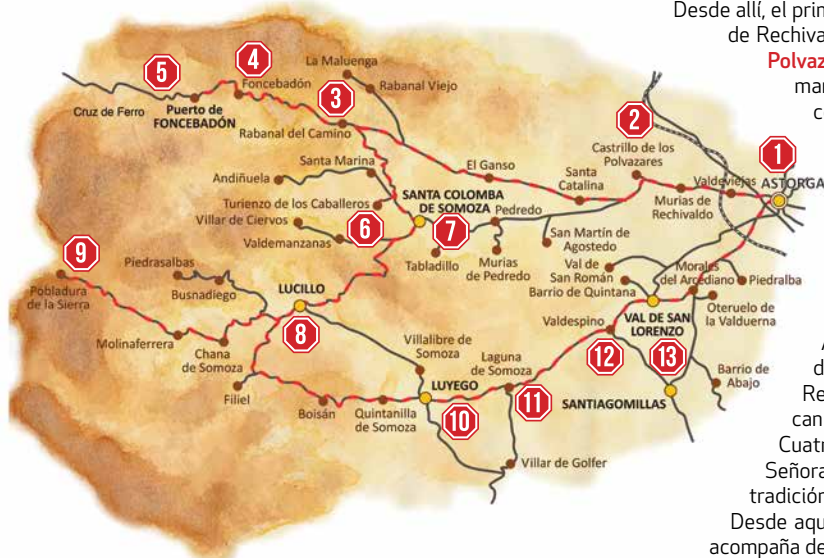 Desde allí, el prin
de Rechiva
Polvaz
mar
c
5
4
La Maluenga
Foncebadón
Rabanal Viejo
Cruz de Ferro
Puerto de
FONCEBADÓN
3
Rabanal del Camino
2
Castrillo de los
Polvazares
1
ASTORGA
Valdeviejas
Murias de
Rechivaldo
El Ganso
Santa
Catalina
Santa Marina
Andiñuela
Turienzo de los Caballeros
Villar de Ciervos
Valdemanzanas
6
SANTA COLOMBA
DE SOMOZA
7
Pedredo
Tabladillo
Murias
de Pedredo
San Martín de
Agostedo
Val de
San Román
Barrio de Quintana
Morales
del Arcediano
Piedralba
Oteruelo de
la Valduerna
9
Pobladura
de la Sierra
Piedrasalbas
Busnadiego
LUCILLO
8
Molinaferrera
Chana
de Somoza
Filiel
Boisán
Quintanilla
de Somoza
Villalibre de
Somoza
LUYEGO
10
Laguna
de Somoza
11
Valdespino
12
VAL DE SAN
LORENZO
13
SANTIAGOMILLAS
Barrio de
Abajo
Villar de Golfer
A
d
Re
can
Cuatr
Señora
tradición
Desde aqu
acompaña de